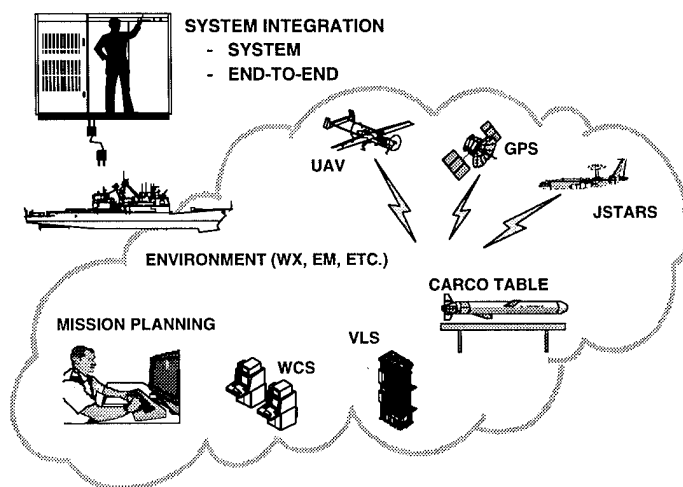 SYSTEM INTEGRATION
- SYSTEM
- END-TO-END
UAV
GPS
JSTARS
ENVIRONMENT (WX, EM, ETC.)
CARCO TABLE
MISSION PLANNING
VLS
WCS